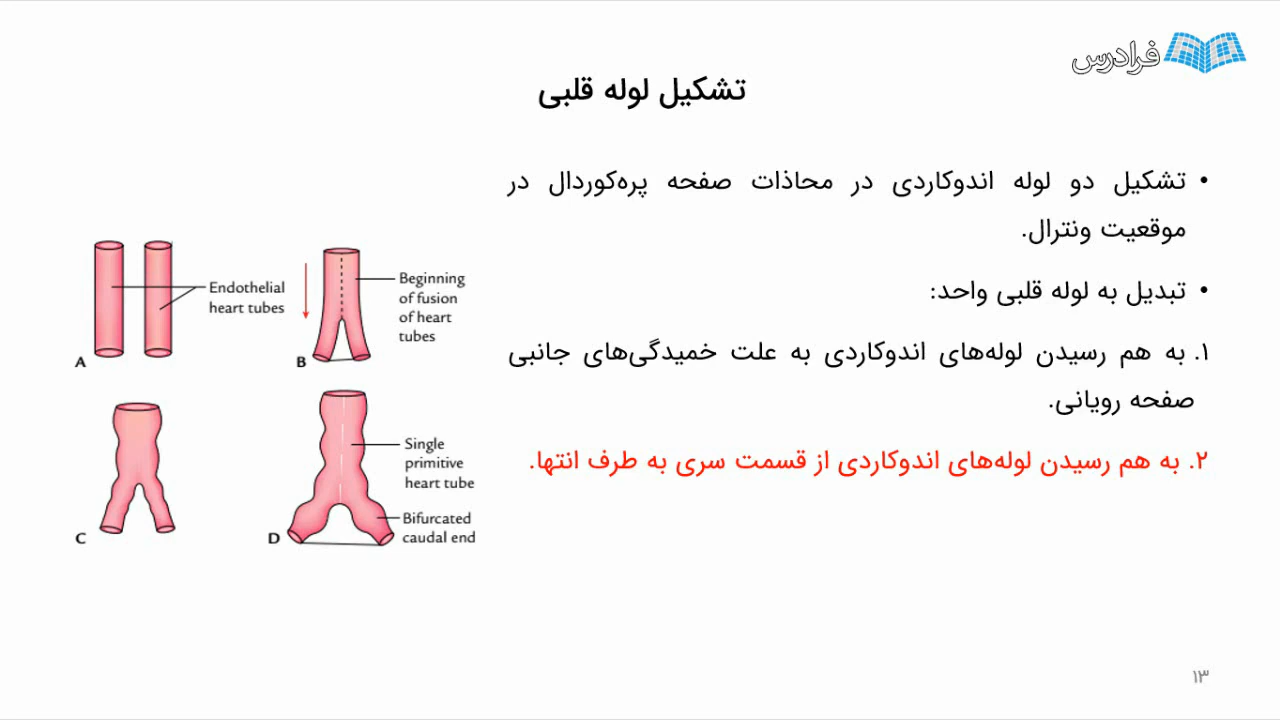 فرادرس
تشکیل لوله قلبی
• تشکیل دو لوله اندوکاردی در محاذات صفحه پره‌کوردال در
موقعیت ونترال.
• تبدیل به لوله قلبی واحد:
۱. به هم رسیدن لوله‌های اندوکاردی به علت خمیدگی‌های جانبی
صفحه رویانی.
۲. به هم رسیدن لوله‌های اندوکاردی از قسمت سری به طرف انتها.
Endothelial
heart tubes
A
Beginning
of fusion
of heart
tubes
B
C
Single
primitive
heart tube
Bifurcated
caudal end
D
۱۳